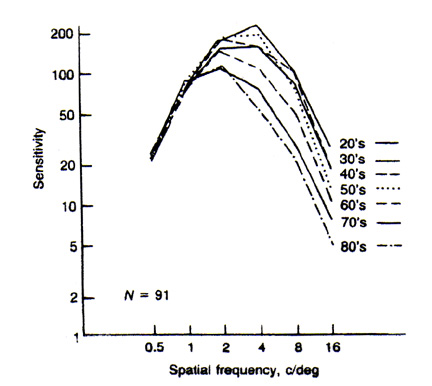 200
100
50
20
10
5
2
1
Sensitivity
N = 91
20's
30's
40's
50's
60's
70's
80's
0.5 1 2 4 8 16
Spatial frequency, c/deg